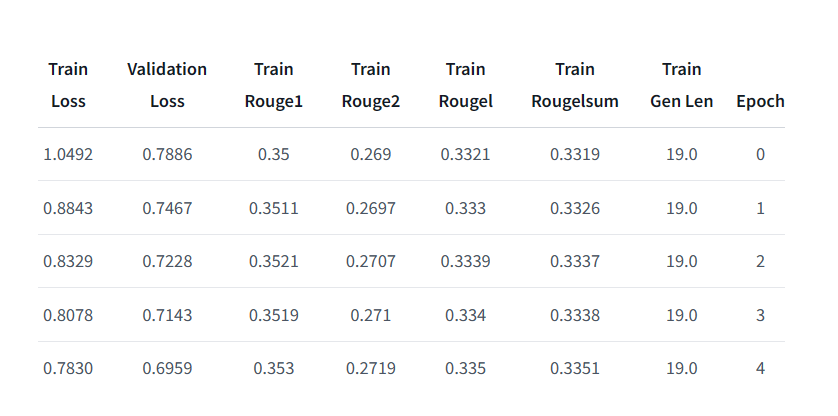 Train Validation Train Train Train Train Train
Loss Loss Rouge1 Rouge2 Rougel Rougelsum Gen Len Epoch
1.0492 0.7886 0.35 0.269 0.3321 0.3319 19.0 0
0.8843 0.7467 0.3511 0.2697 0.333 0.3326 19.0 1
0.8329 0.7228 0.3521 0.2707 0.3339 0.3337 19.0 2
0.8078 0.7143 0.3519 0.271 0.334 0.3338 19.0 3
0.7830 0.6959 0.353 0.2719 0.335 0.3351 19.0 4